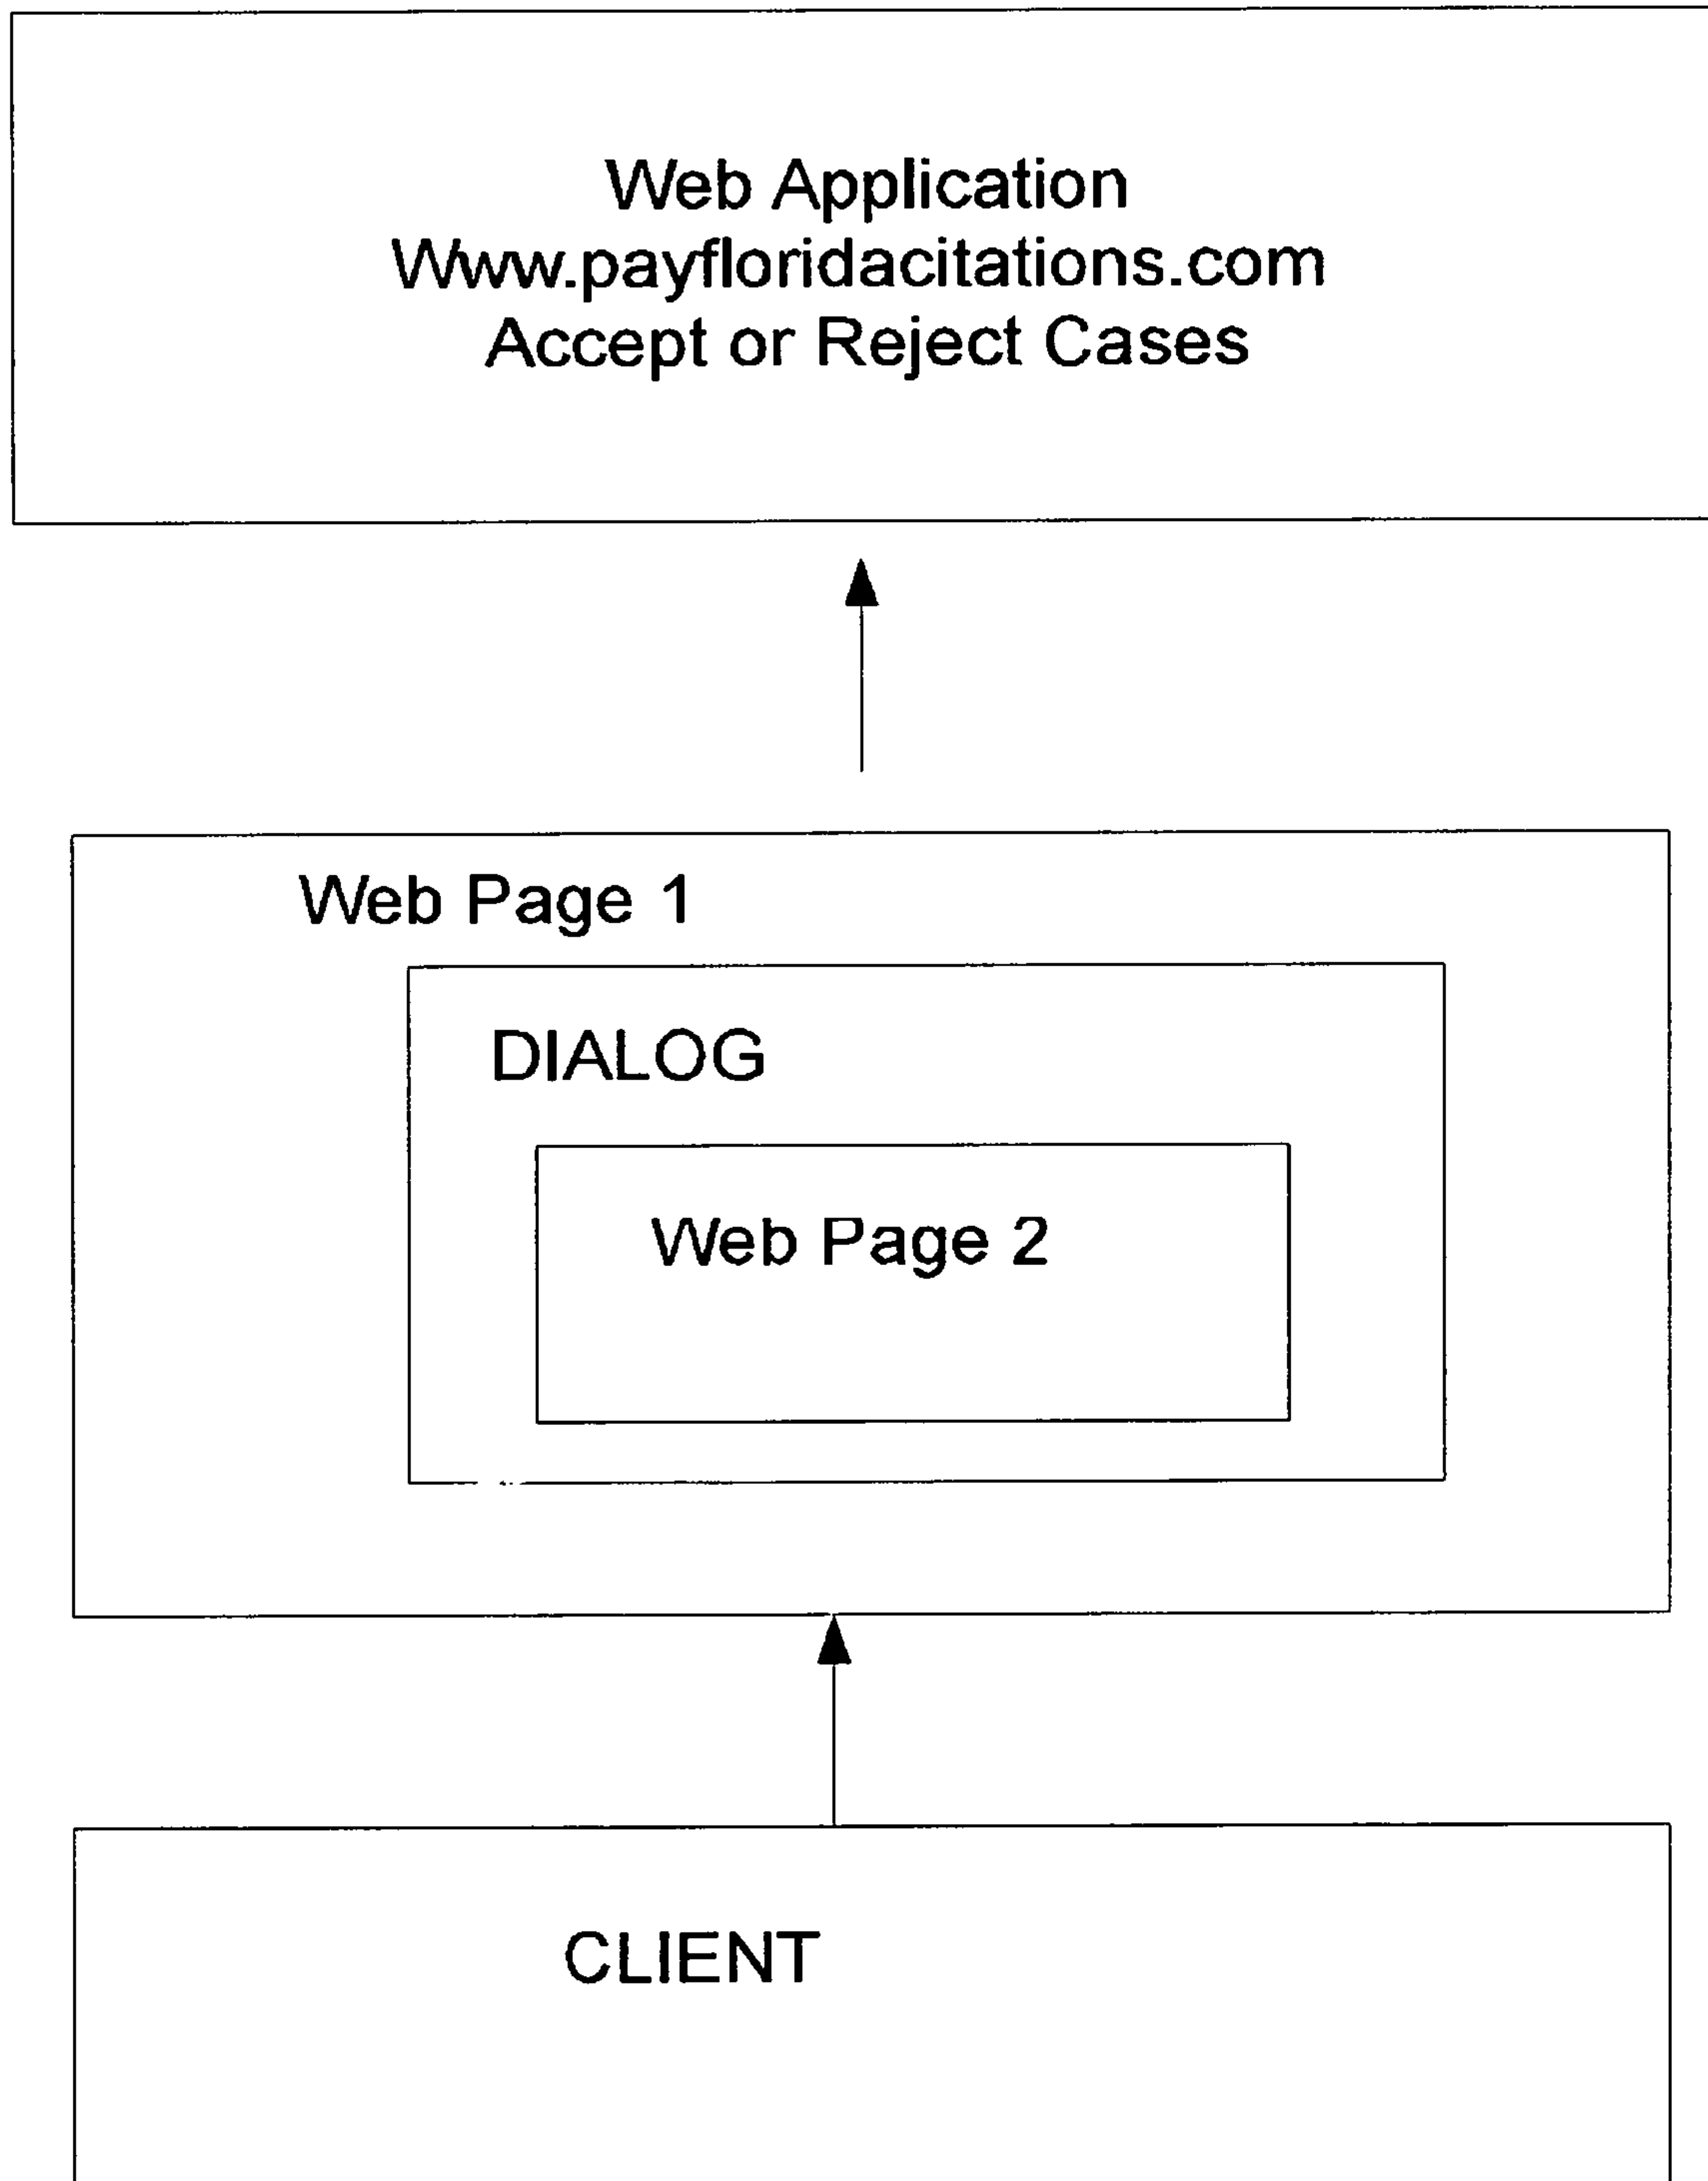 Web Application
Www.payfloridacitations.com
Accept or Reject Cases
Web Page 1
DIALOG
Web Page 2
CLIENT